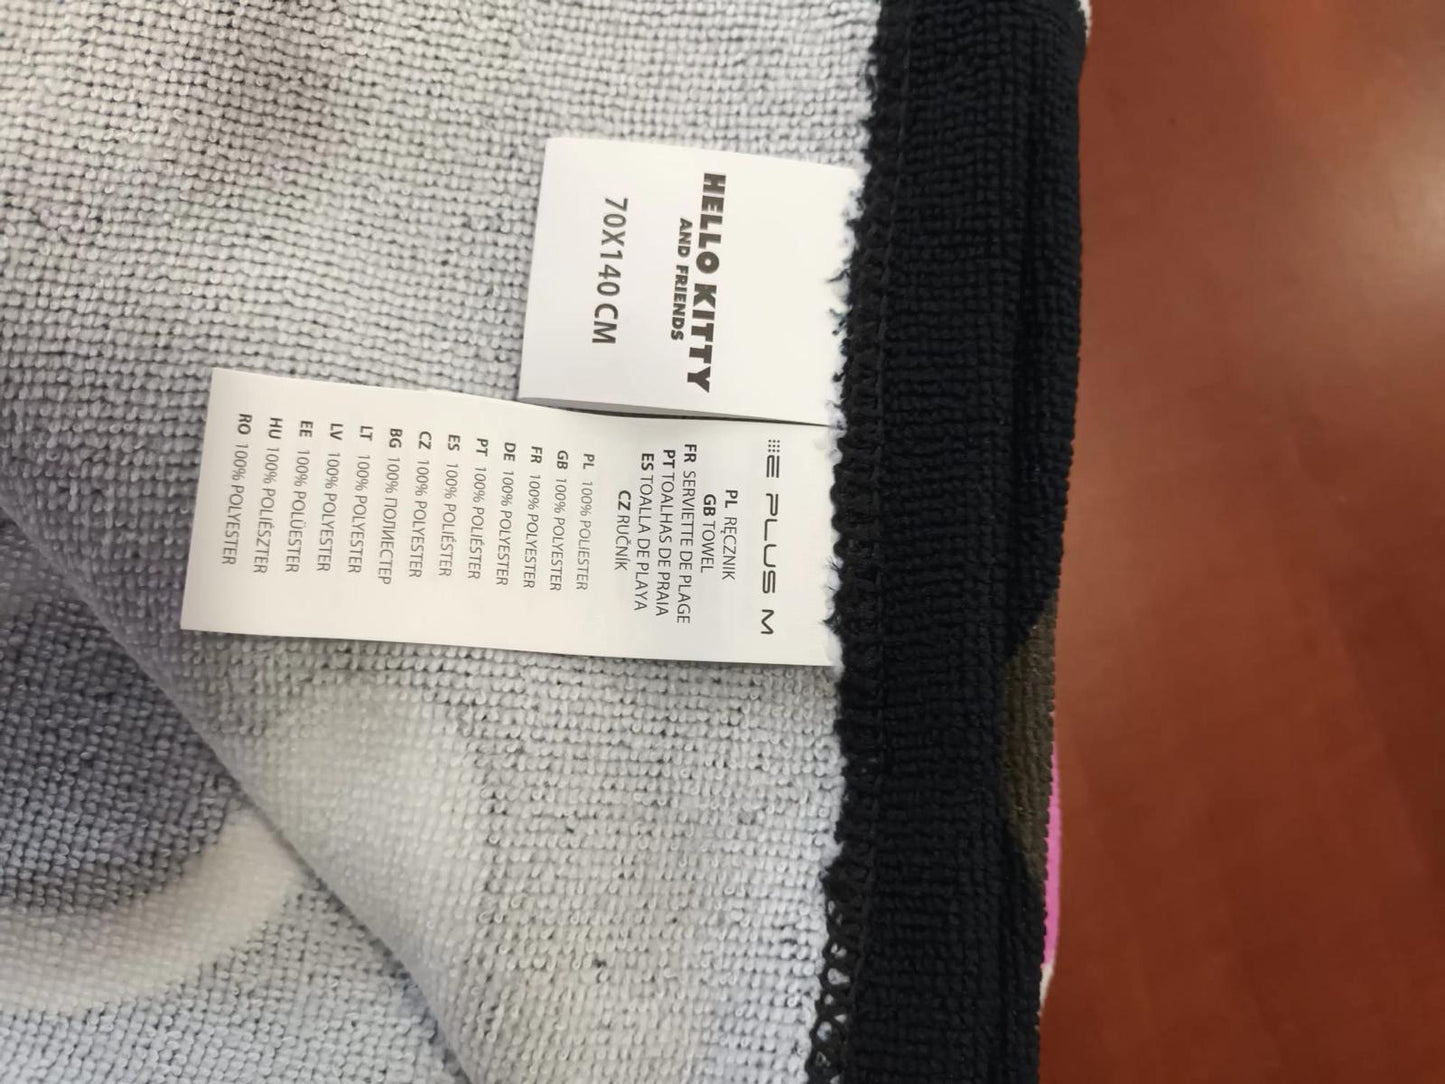 HELLO KITTY
AND FRIENDS
70X140 CM
E PLUS M
PL RĘCZNIK
GB TOWEL
FR SERVIETTE DE PLAGE
PT TOALHAS DE PRAIA
ES TOALLA DE PLAYA
CZ RUČNÍK
PL 100% POLIESTER
GB 100% POLYESTER
FR 100% POLYESTER
DE 100% POLYESTER
PT 100% POLIÉSTER
ES 100% POLIÉSTER
CZ 100% POLYESTER
BG 100% ПОЛИЕСТЕР
LT 100% POLYESTER
LV 100% POLYESTER
EE 100% POLÜESTER
HU 100% POLIÉSZTER
RO 100% POLYESTER